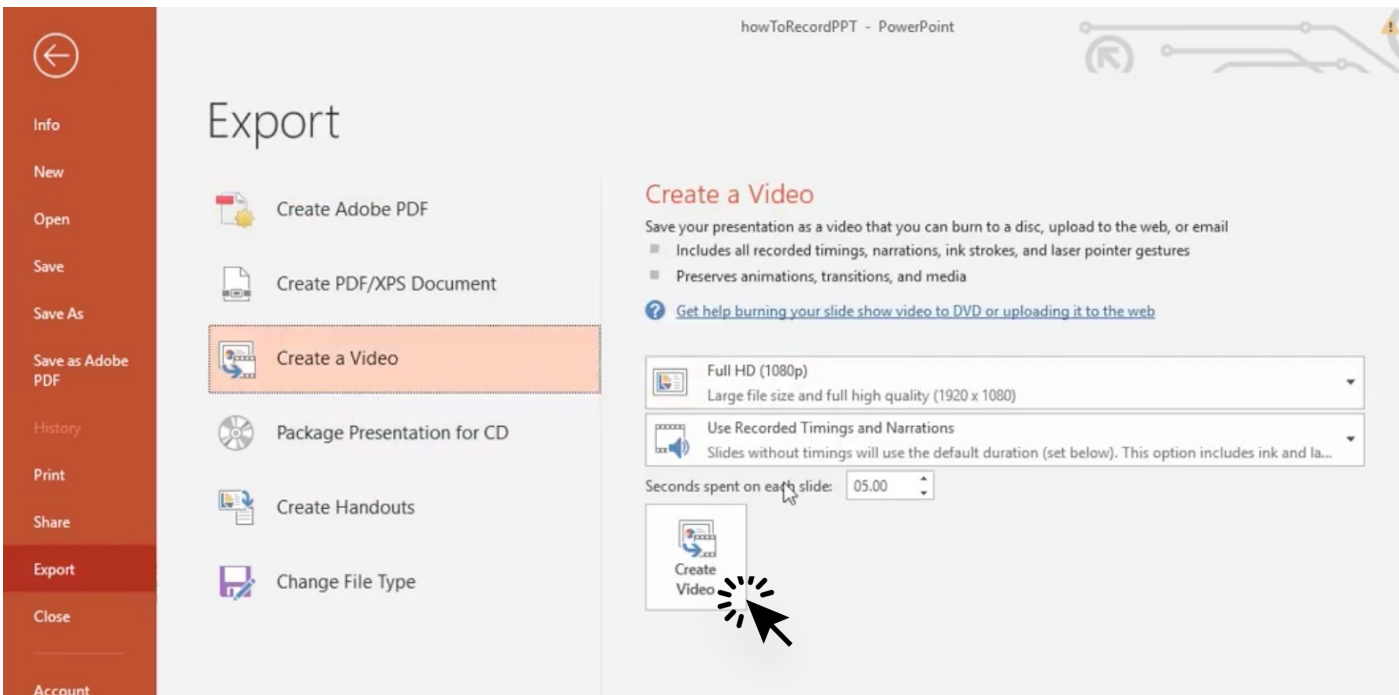 howToRecordPPT - PowerPoint
Info
New
Open
Save
Save As
Save as Adobe
PDF
History
Print
Share
Export
Close
Account
Export
Create Adobe PDF
Create PDF/XPS Document
Create a Video
Package Presentation for CD
Create Handouts
Change File Type
Create a Video
Save your presentation as a video that you can burn to a disc, upload to the web, or email
Includes all recorded timings, narrations, ink strokes, and laser pointer gestures
Preserves animations, transitions, and media
Get help burning your slide show video to DVD or uploading it to the web
Full HD (1080p)
Large file size and full high quality (1920 x 1080)
Use Recorded Timings and Narrations
Slides without timings will use the default duration (set below). This option includes ink and la...
Seconds spent on each slide: 05.00
Create
Video